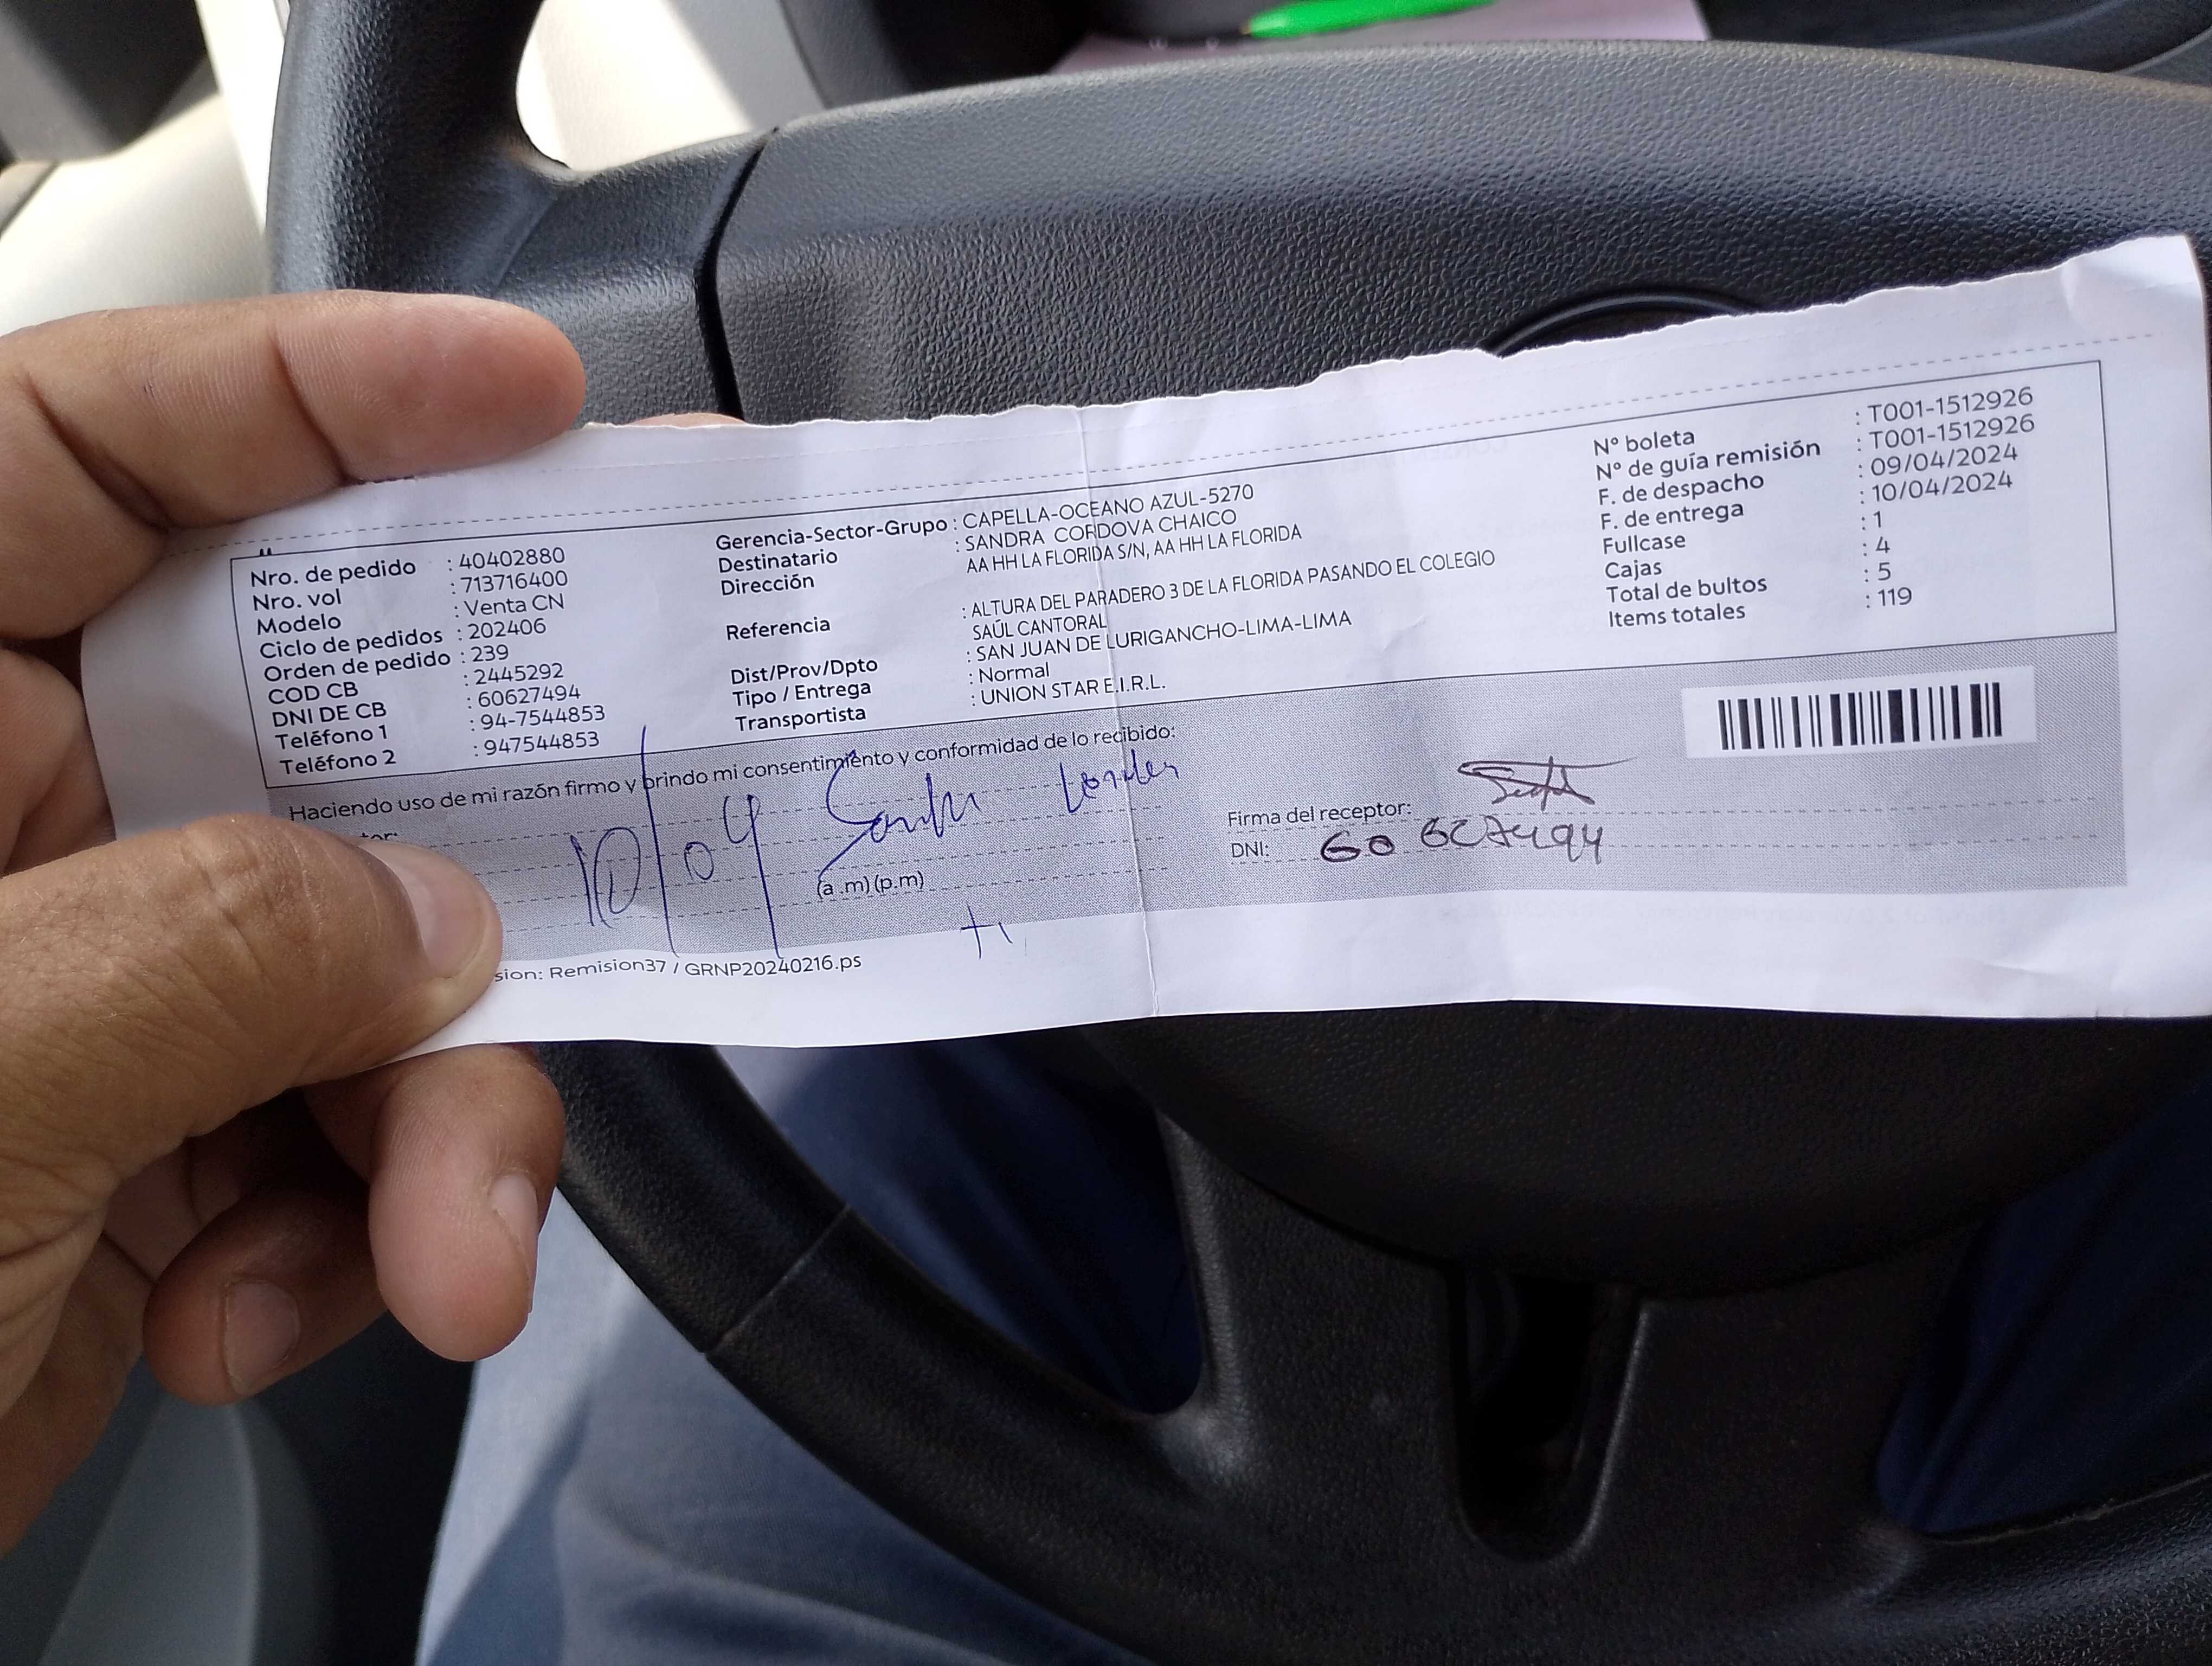 Nro. de pedido : 40402880
Nro. vol : 713716400
Modelo : Venta CN
Ciclo de pedidos : 202406
Orden de pedido : 239
COD CB : 2445292
DNI DE CB : 60627494
Teléfono 1 : 94-7544853
Teléfono 2 : 947544853
Gerencia-Sector-Grupo : CAPELLA-OCEANO AZUL-5270
Destinatario : SANDRA CORDOVA CHAICO
Dirección AA HH LA FLORIDA S/N, AA HH LA FLORIDA
Referencia : ALTURA DEL PARADERO 3 DE LA FLORIDA PASANDO EL COLEGIO
SAÚL CANTORAL
Dist/Prov/Dpto : SAN JUAN DE LURIGANCHO-LIMA-LIMA
Tipo / Entrega : Normal
Transportista : UNION STAR E.I.R.L.
Nº boleta : T001-1512926
Nº de guía remisión : T001-1512926
F. de despacho : 09/04/2024
F. de entrega : 10/04/2024
Fullcase : 1
Cajas : 4
Total de bultos : 5
Items totales : 119
Haciendo uso de mi razón firmo y brindo mi consentimiento y conformidad de lo recibido:
10/04
(a.m) (p.m)
Firma del receptor:
DNI:
sion: Remision37 / GRNP20240216.ps